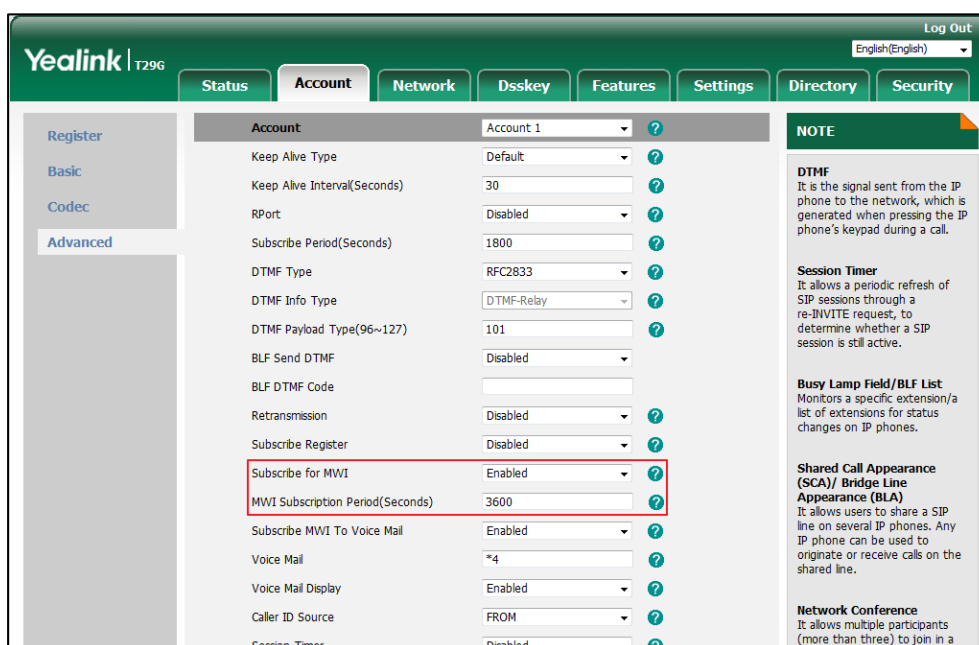 Log Out
Yealink T29G
English(English)
Status Account Network Dsskey Features Settings Directory Security
Register
Basic
Codec
Advanced
Account Account 1
Keep Alive Type Default
Keep Alive Interval(Seconds) 30
RPort Disabled
Subscribe Period(Seconds) 1800
DTMF Type RFC2833
DTMF Info Type DTMF-Relay
DTMF Payload Type(96~127) 101
BLF Send DTMF Disabled
BLF DTMF Code
Retransmission Disabled
Subscribe Register Disabled
Subscribe for MWI Enabled
MWI Subscription Period(Seconds) 3600
Subscribe MWI To Voice Mail Enabled
Voice Mail *4
Voice Mail Display Enabled
Caller ID Source FROM
Session Timer Disabled
NOTE
DTMF
It is the signal sent from the IP
phone to the network, which is
generated when pressing the IP
phone's keypad during a call.
Session Timer
It allows a periodic refresh of
SIP sessions through a
re-INVITE request, to
determine whether a SIP
session is still active.
Busy Lamp Field/BLF List
Monitors a specific extension/a
list of extensions for status
changes on IP phones.
Shared Call Appearance
(SCA)/ Bridge Line
Appearance (BLA)
It allows users to share a SIP
line on several IP phones. Any
IP phone can be used to
originate or receive calls on the
shared line.
Network Conference
It allows multiple participants
(more than three) to join in a